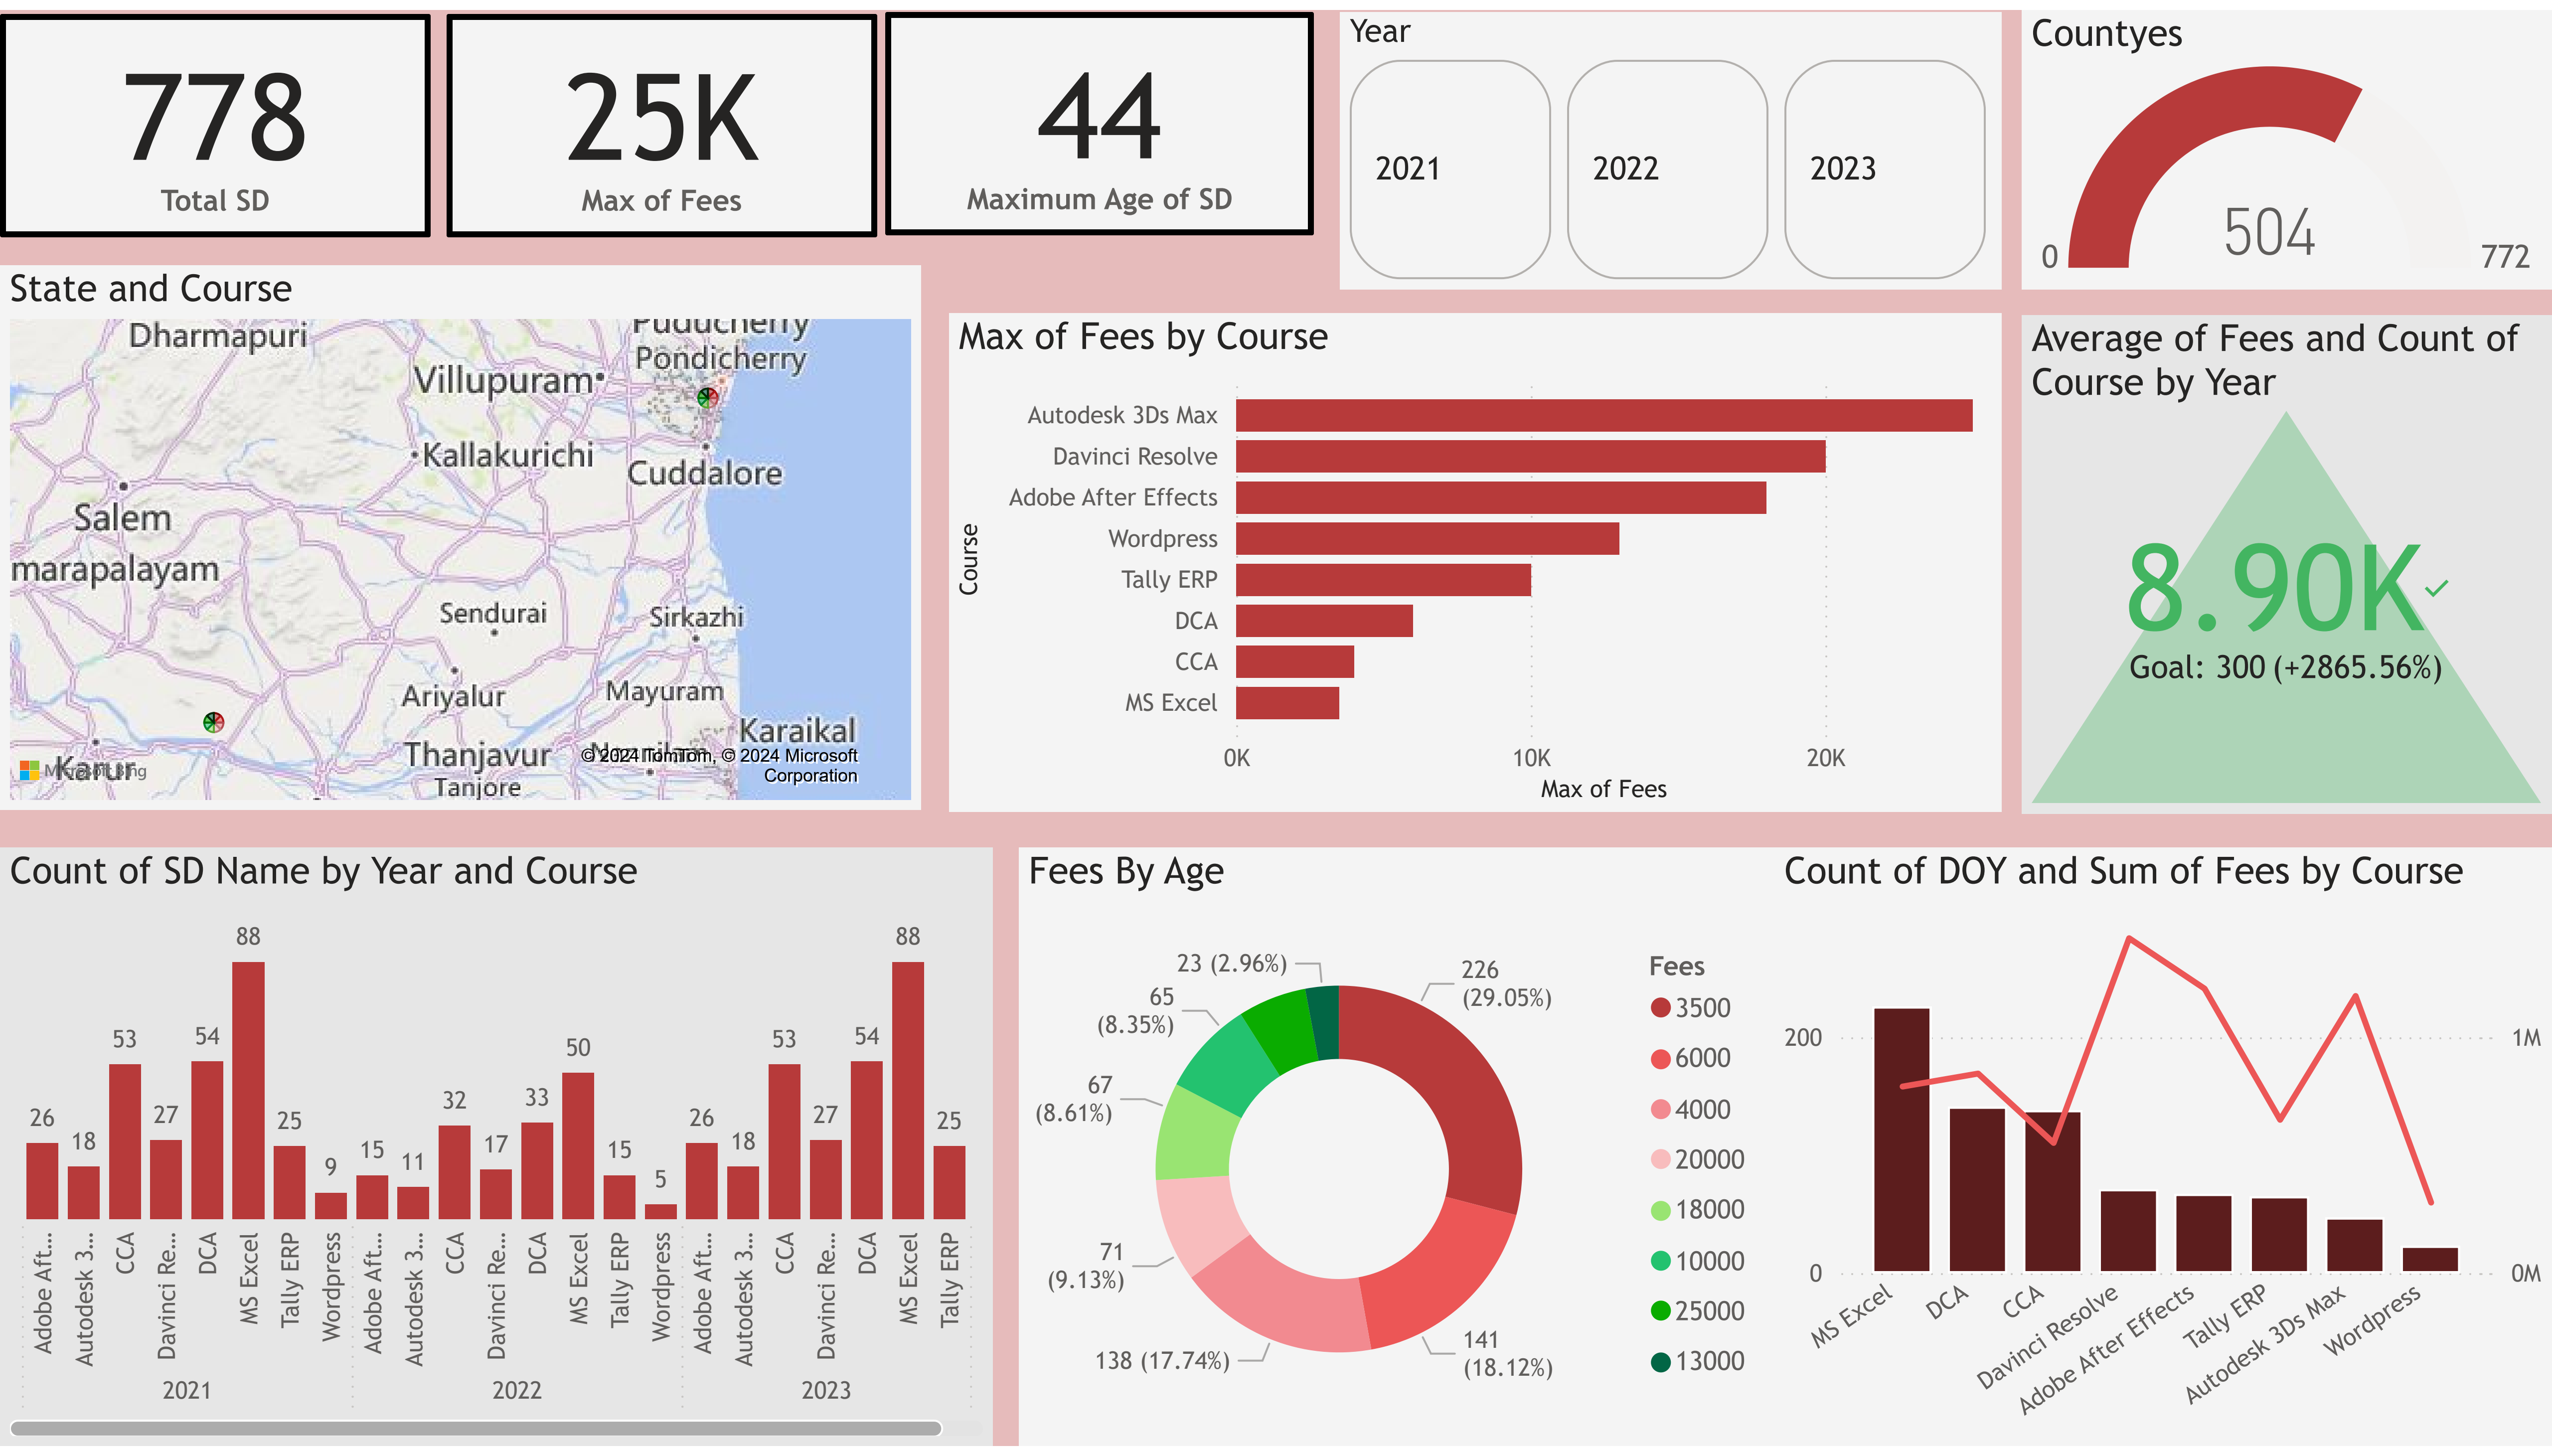 778
Total SD
25K
Max of Fees
44
Maximum Age of SD
Year
2021
2022
2023
Countyes
504
0
772
State and Course
Dharmapuri
Puducherry
Pondicherry
Villupuram
Kallakurichi
Cuddalore
Salem
marapalayam
Sendurai
Sirkazhi
Ariyalur
Mayuram
Karaikal
Thanjavur
© 2024 TomTom, © 2024 Microsoft
Corporation
Karur
Microsoft Bing
Tanjore
Max of Fees by Course
Course
Autodesk 3Ds Max
Davinci Resolve
Adobe After Effects
Wordpress
Tally ERP
DCA
CCA
MS Excel
0K
10K
20K
Max of Fees
Average of Fees and Count of
Course by Year
8.90K
Goal: 300 (+2865.56%)
Count of SD Name by Year and Course
26
18
53
27
54
88
25
9
15
11
32
17
33
50
15
5
26
18
53
27
54
88
25
Adobe Aft...
Autodesk 3...
CCA
Davinci Re...
DCA
MS Excel
Tally ERP
Wordpress
Adobe Aft...
Autodesk 3...
CCA
Davinci Re...
DCA
MS Excel
Tally ERP
Wordpress
Adobe Aft...
Autodesk 3...
CCA
Davinci Re...
DCA
MS Excel
Tally ERP
2021
2022
2023
Fees By Age
23 (2.96%)
226
(29.05%)
65
(8.35%)
67
(8.61%)
71
(9.13%)
138 (17.74%)
141
(18.12%)
Fees
3500
6000
4000
20000
18000
10000
25000
13000
Count of DOY and Sum of Fees by Course
200
0
1M
0M
MS Excel
DCA
CCA
Davinci Resolve
Adobe After Effects
Tally ERP
Autodesk 3Ds Max
Wordpress